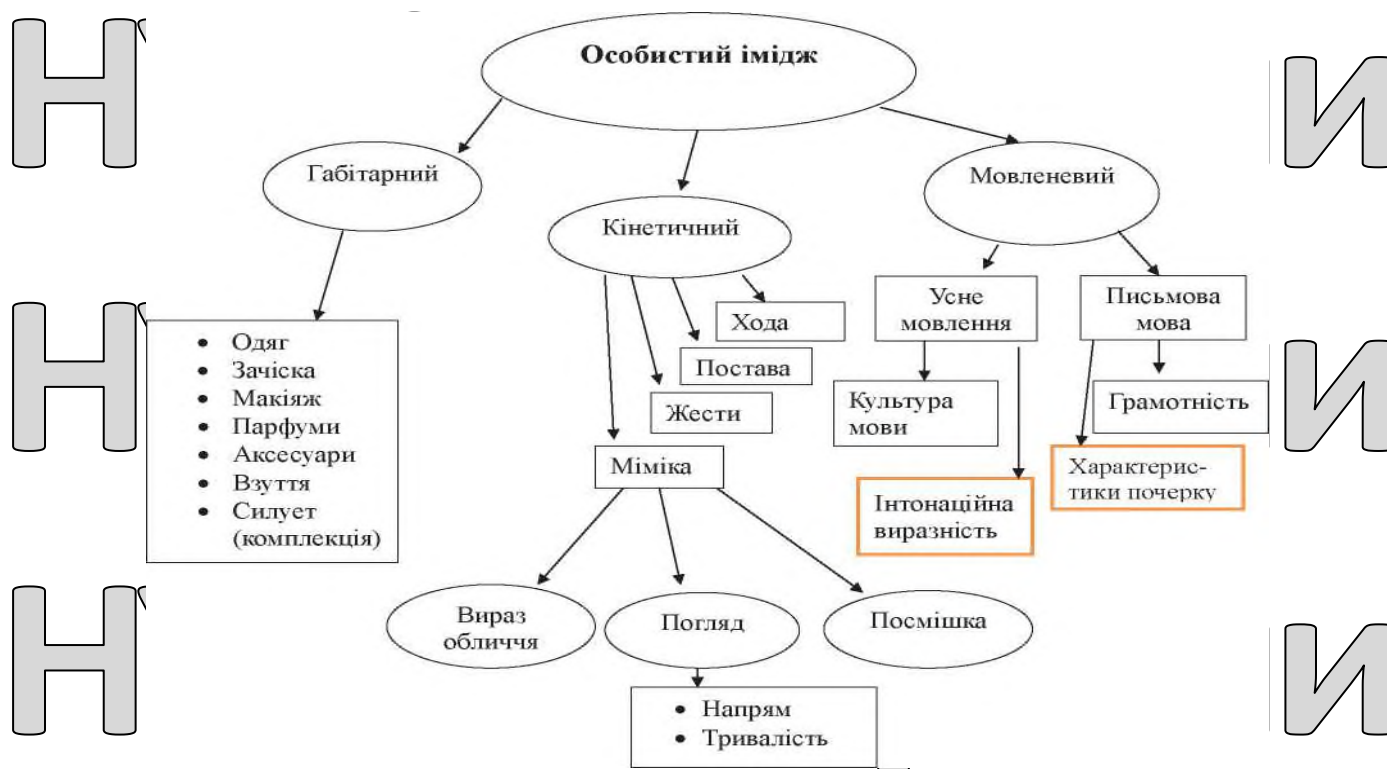 Особистий імідж
Габітарний
Кінетичний
Мовленевий
Одяг
Зачіска
Макіяж
Парфуми
Аксесуари
Взуття
Силует
(комплекція)
Хода
Постава
Жести
Міміка
Вираз
обличчя
Погляд
Посмішка
Напрям
Тривалість
Усне
мовлення
Культура
мови
Інтонаційна
виразність
Письмова
мова
Грамотність
Характерис-
тики почерку
Н
И
Н
И
Н
И